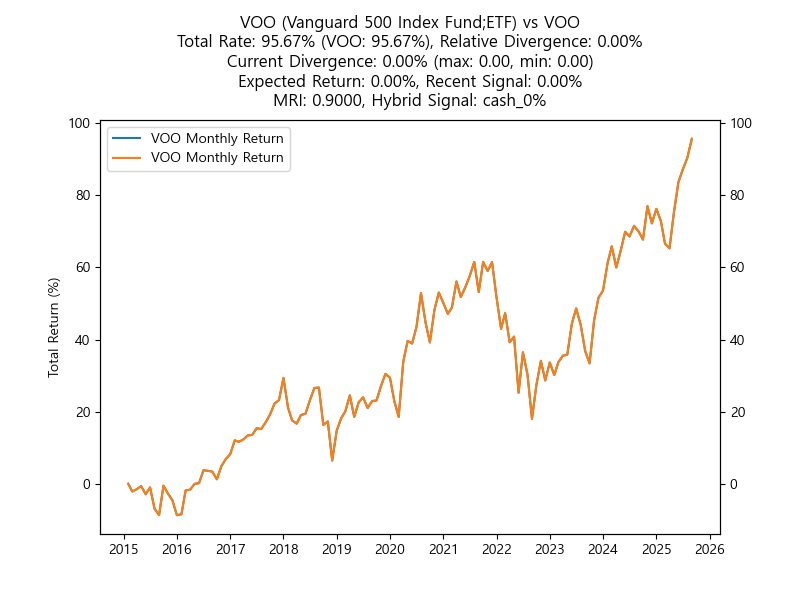 VOO (Vanguard 500 Index Fund;ETF) vs VOO
Total Rate: 95.67% (VOO: 95.67%), Relative Divergence: 0.00%
Current Divergence: 0.00% (max: 0.00, min: 0.00)
Expected Return: 0.00%, Recent Signal: 0.00%
MRI: 0.9000, Hybrid Signal: cash_0%
VOO Monthly Return
VOO Monthly Return
Total Return (%)
100
80
60
40
20
0
100
80
60
40
20
0
2015 2016 2017 2018 2019 2020 2021 2022 2023 2024 2025 2026